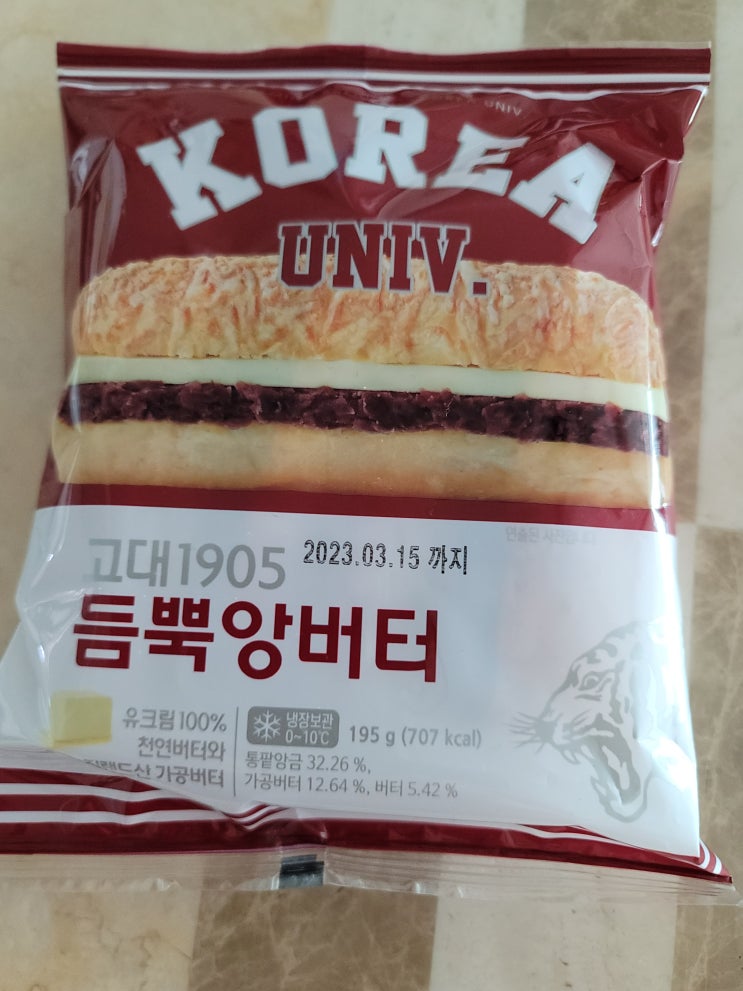 UNIV
KOREA
UNIV.
연출된 사진입니다
고대1905
2023.03.15 까지
듬뿍앙버터
유크림100%
천연버터와
가공버터
냉장보관
0~10℃
195 g (707 kcal)
통팥앙금 32.26 %,
가공버터 12.64 %, 버터 5.42 %